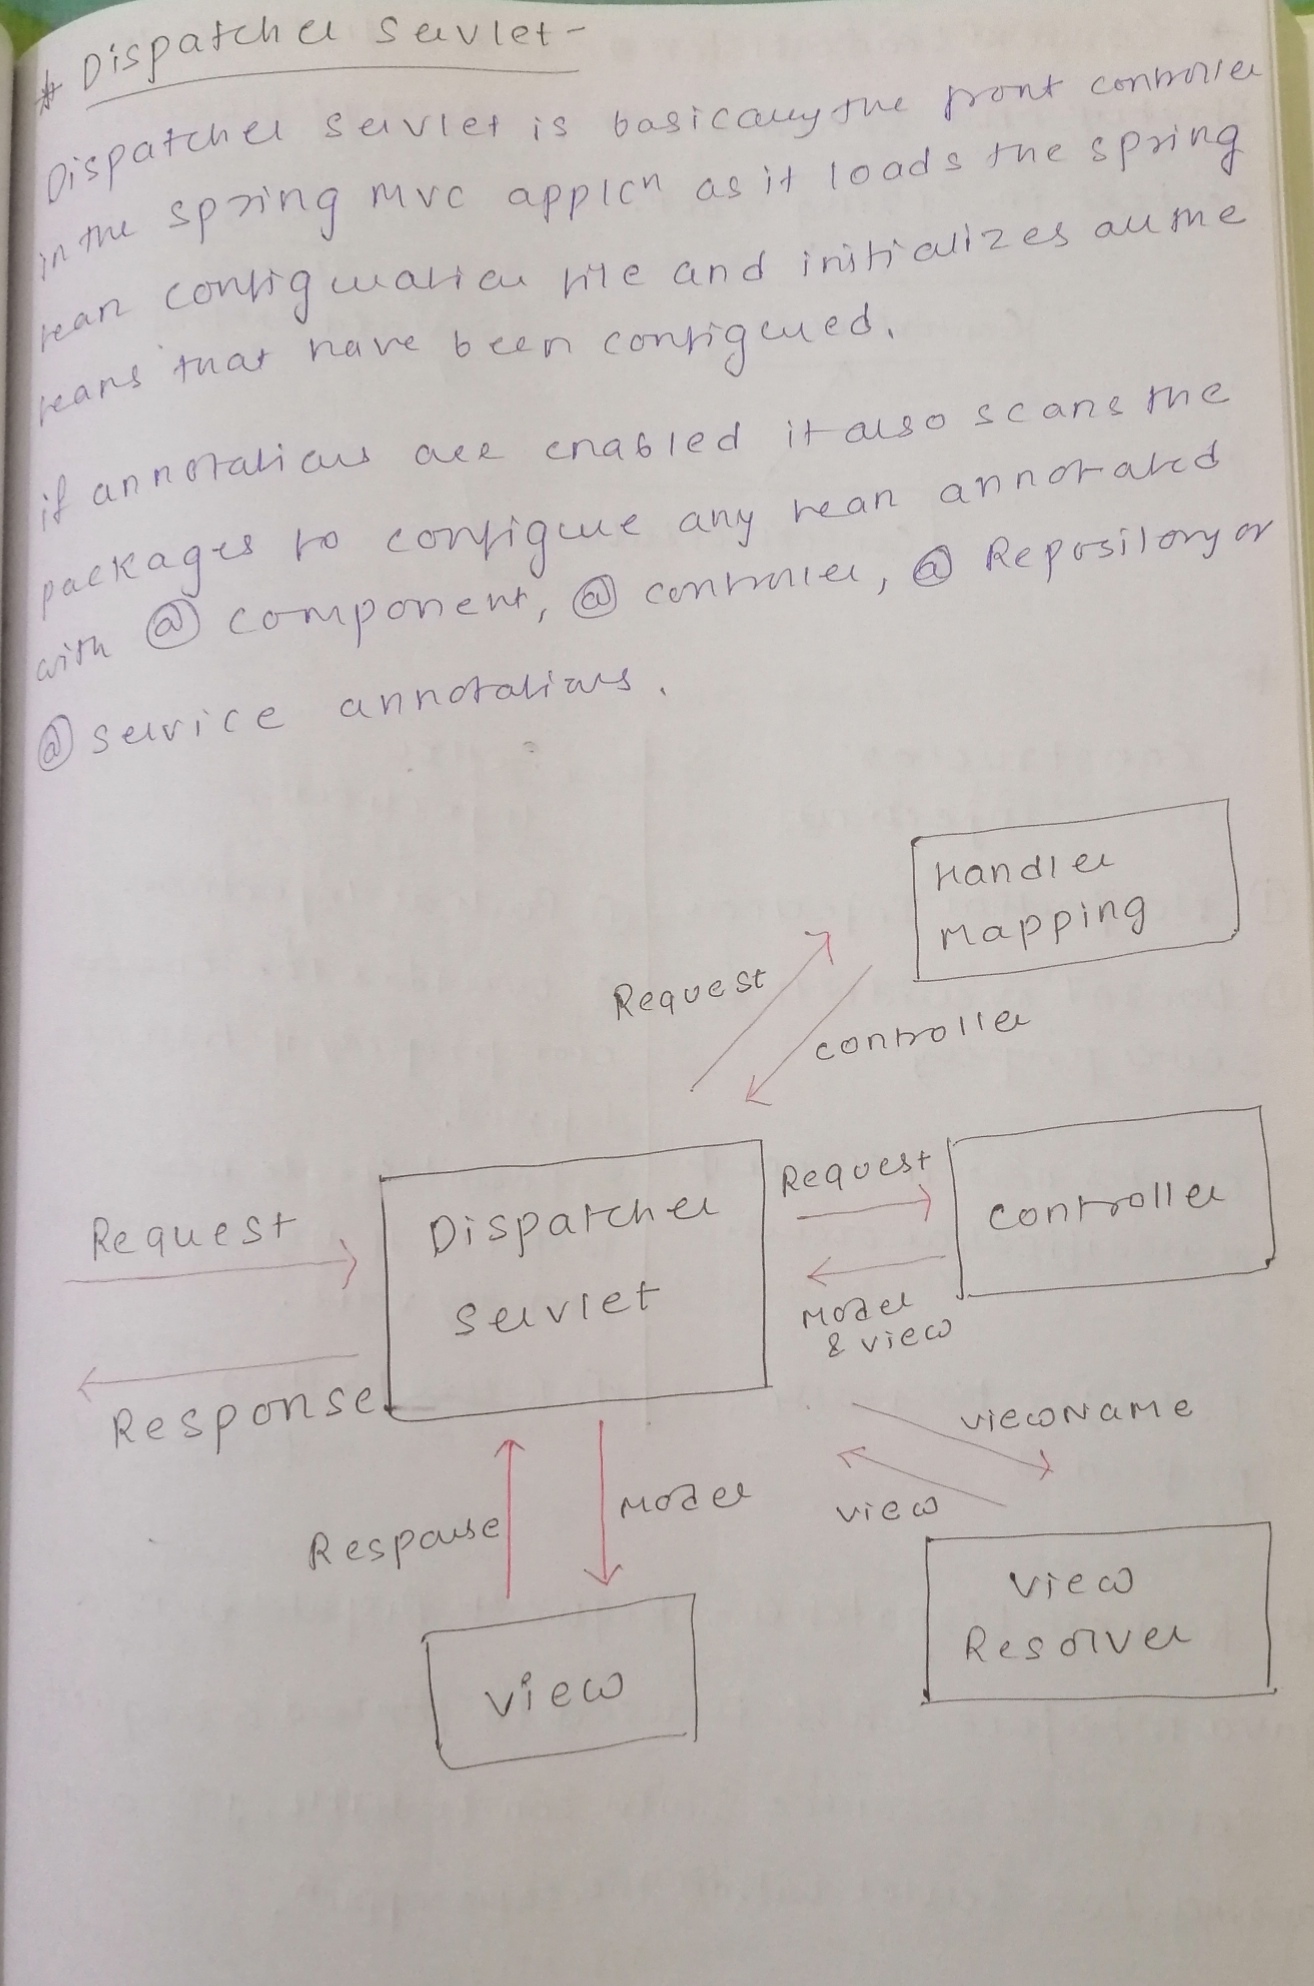 * Dispatcher Servlet -
Dispatcher servlet is basically the front controller
in the spring MVC applcn as it loads the spring
bean configuration file and initializes all the
beans that have been configured.
if annotations are enabled it also scans the
packages to configure any bean annotated
with @ component, @ controller, @ Repository or
@ service annotations.
Handler
Mapping
Request
controller
Request
Dispatcher
Servlet
Request
controller
Model
& view
Response
viewName
view
Response
Model
view
View
Resolver